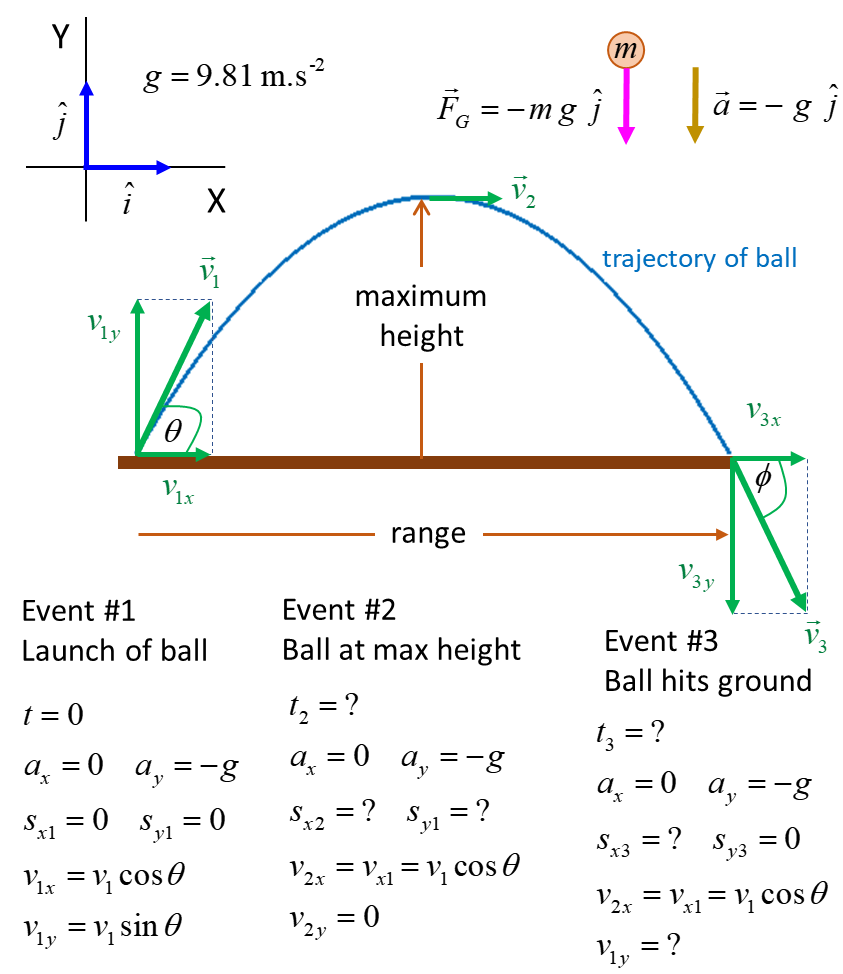 Y
g = 9.81 m.s⁻²
ĵ
î
X
m
F⃗_G = −m g ĵ
a⃗ = − g ĵ
v⃗₂
trajectory of ball
v⃗₁
v₁y
maximum
height
θ
v₁x
v₃x
ϕ
range
v₃y
v⃗₃
Event #1
Launch of ball
t = 0
aₓ = 0 a_y = −g
s_x1 = 0 s_y1 = 0
v₁x = v₁ cos θ
v₁y = v₁ sin θ
Event #2
Ball at max height
t₂ = ?
aₓ = 0 a_y = −g
s_x2 = ? s_y1 = ?
v₂x = v_x1 = v₁ cos θ
v₂y = 0
Event #3
Ball hits ground
t₃ = ?
aₓ = 0 a_y = −g
s_x3 = ? s_y3 = 0
v₂x = v_x1 = v₁ cos θ
v₁y = ?